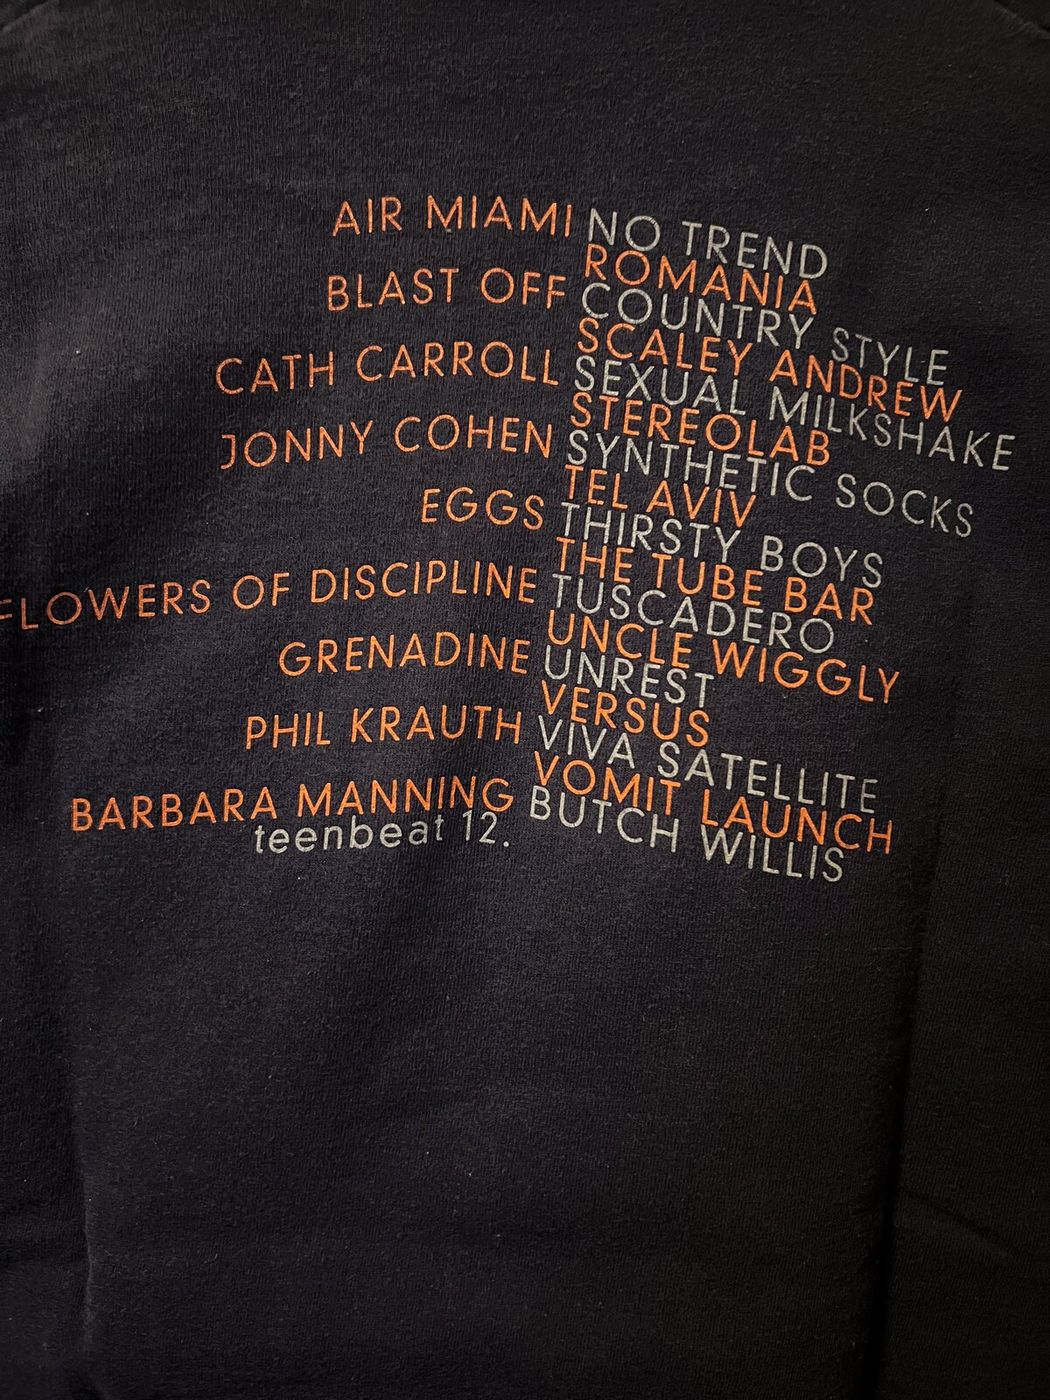 AIR MIAMI
BLAST OFF
CATH CARROLL
JONNY COHEN
EGGS
FLOWERS OF DISCIPLINE
GRENADINE
PHIL KRAUTH
BARBARA MANNING
teenbeat 12.
NO TREND
ROMANIA
COUNTRY STYLE
SCALEY ANDREW
SEXUAL MILKSHAKE
STEREOLAB
SYNTHETIC SOCKS
TEL AVIV
THIRSTY BOYS
THE TUBE BAR
TUSCADERO
UNCLE WIGGLY
UNREST
VERSUS
VIVA SATELLITE
VOMIT LAUNCH
BUTCH WILLIS